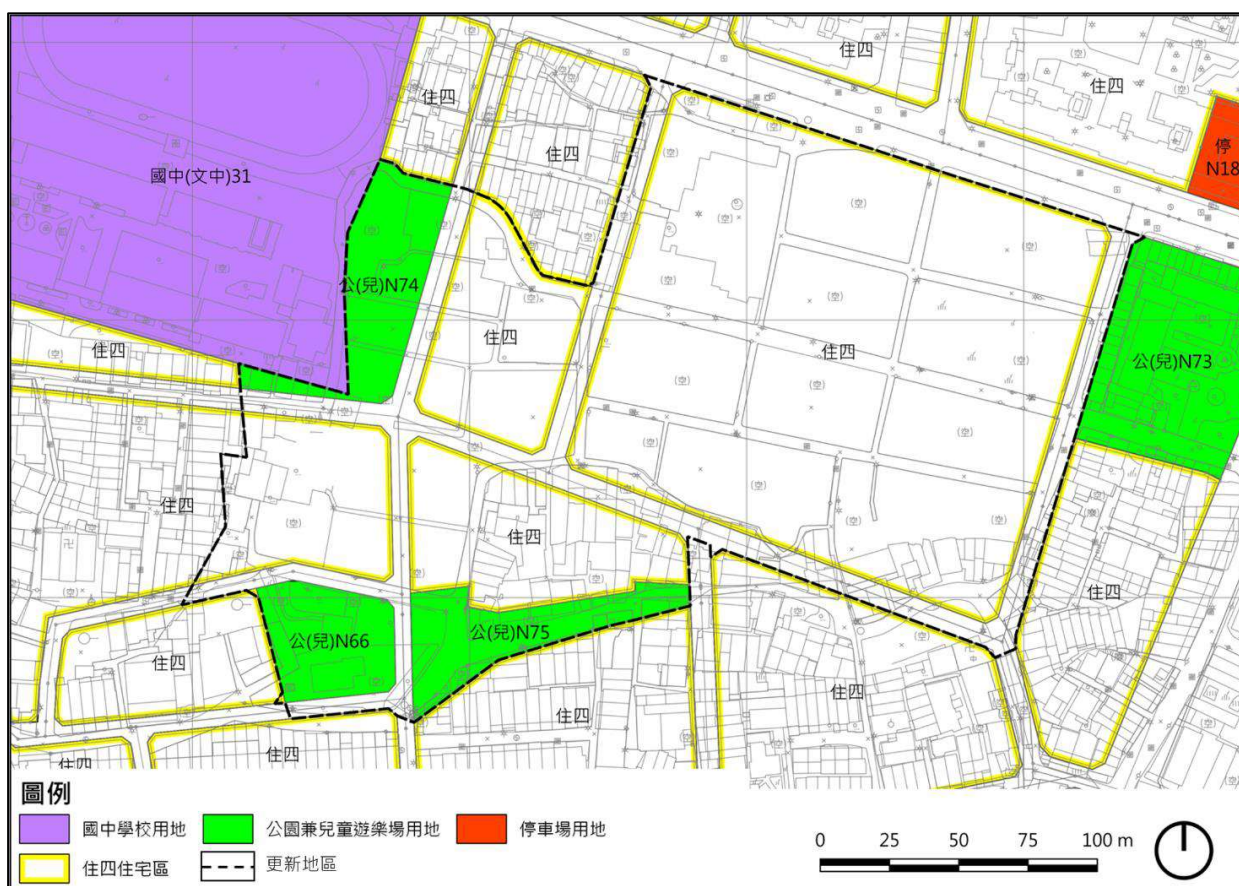 住四
住四
住四
停
N18
國中(文中)31
公(兒)N74
住四
住四
住四
公(兒)N73
住四
住四
住四
公(兒)N66
公(兒)N75
住四
住四
住四
住四
住四
住四
圖例
國中學校用地
公園兼兒童遊樂場用地
停車場用地
住四住宅區
更新地區
0 25 50 75 100 m